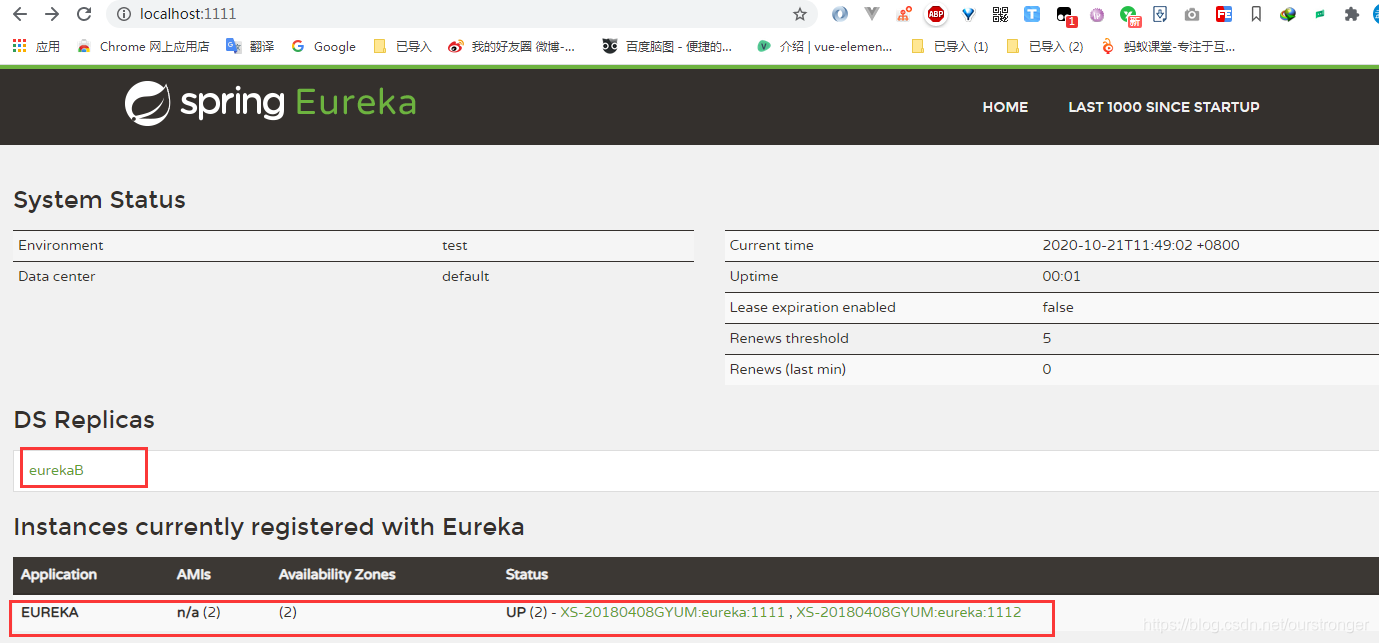 localhost:1111
ABP 1 新
应用 Chrome 网上应用店 翻译 Google 已导入 我的好友圈 微博-... 百度脑图 - 便捷的... 介绍 | vue-elemen... 已导入 (1) 已导入 (2) 蚂蚁课堂-专注于互...
spring Eureka HOME LAST 1000 SINCE STARTUP
System Status
Environment test
Data center default
Current time 2020-10-21T11:49:02 +0800
Uptime 00:01
Lease expiration enabled false
Renews threshold 5
Renews (last min) 0
DS Replicas
eurekaB
Instances currently registered with Eureka
Application AMIs Availability Zones Status
EUREKA n/a (2) (2) UP (2) - XS-20180408GYUM:eureka:1111 , XS-20180408GYUM:eureka:1112
https://blog.csdn.net/ourstronger